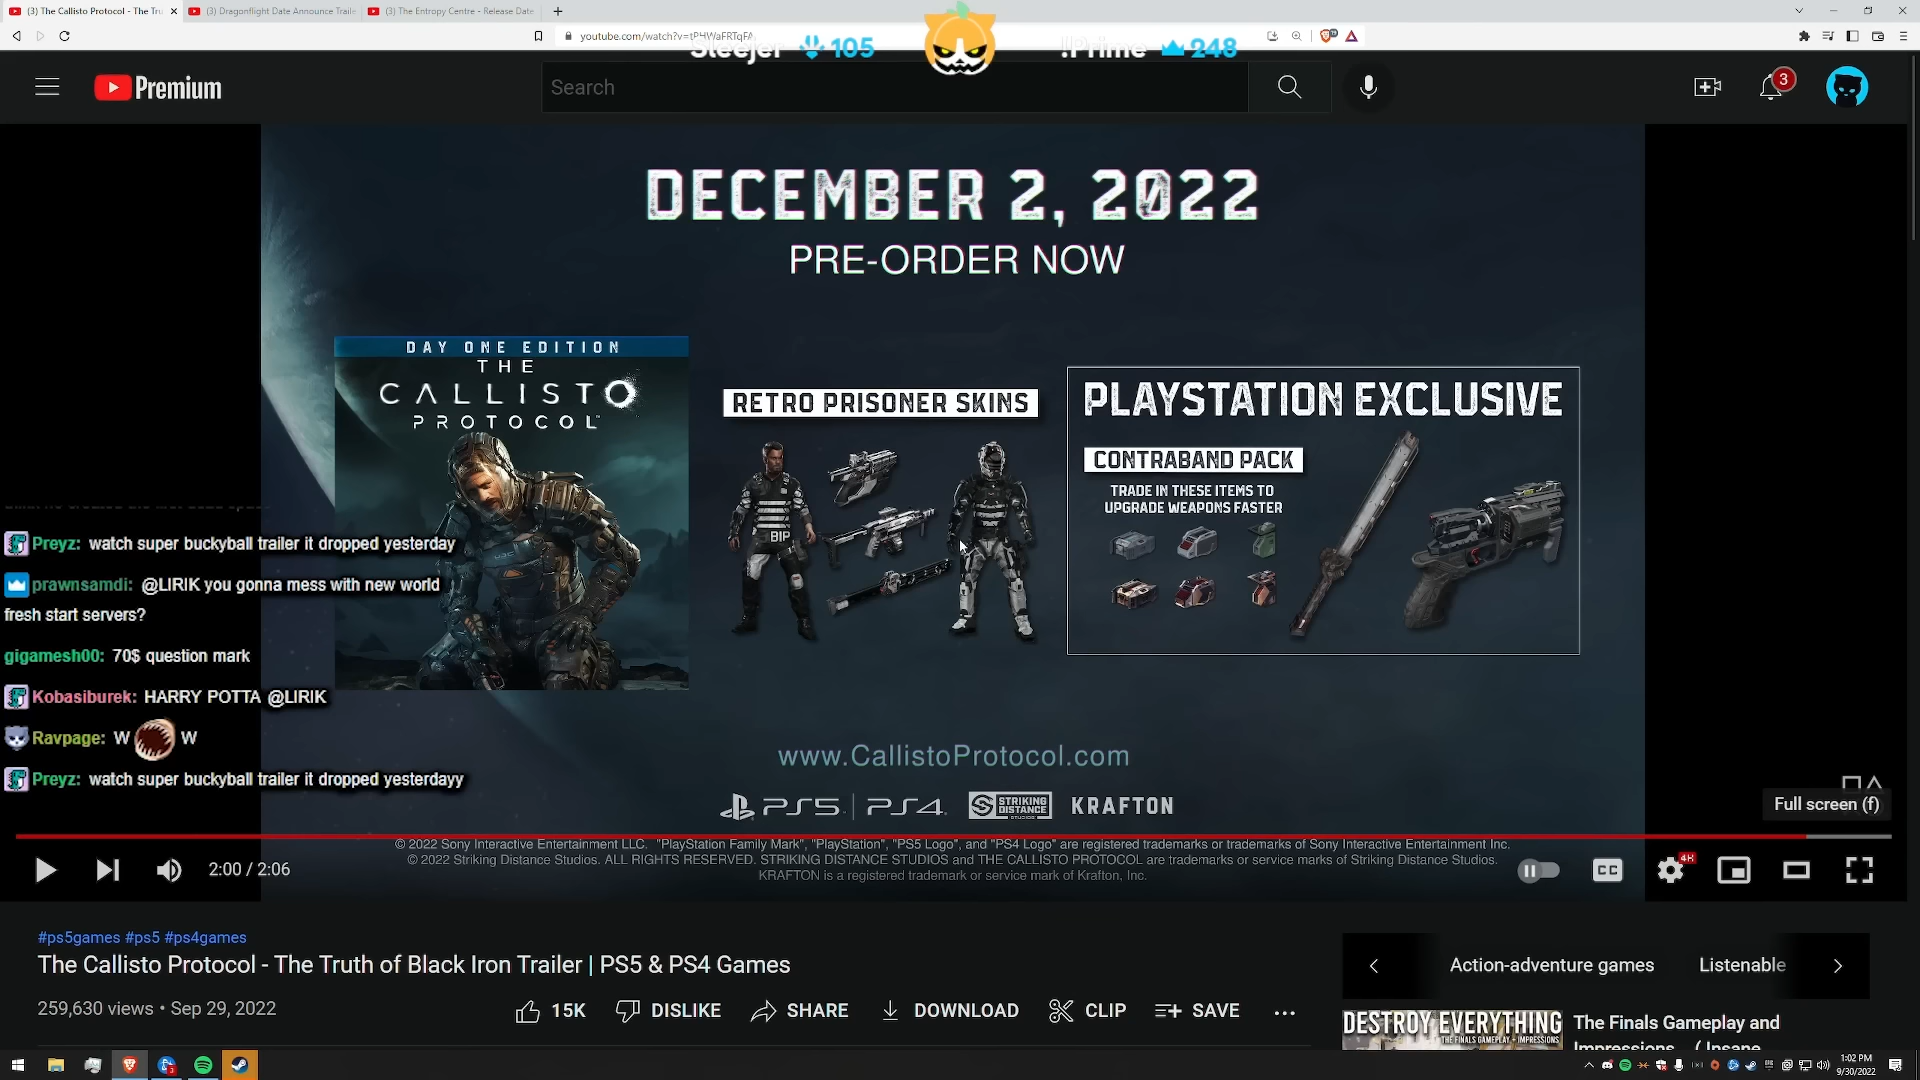 (3) The Callisto Protocol - The Tru
(3) Dragonflight Date Announce Traile
(3) The Entropy Centre - Release Date
youtube.com/watch?v=tPHWaFRTqFA
Sleejer 105
!Prime 248
Premium
Search
3
DECEMBER 2, 2022
PRE-ORDER NOW
DAY ONE EDITION
THE
CALLISTO
PROTOCOL™
RETRO PRISONER SKINS
BIP
PLAYSTATION EXCLUSIVE
CONTRABAND PACK
TRADE IN THESE ITEMS TO
UPGRADE WEAPONS FASTER
Preyz: watch super buckyball trailer it dropped yesterday
prawnsamdi: @LIRIK you gonna mess with new world
fresh start servers?
gigamesh00: 70$ question mark
Kobasiburek: HARRY POTTA @LIRIK
Ravpage: W W
Preyz: watch super buckyball trailer it dropped yesterdayy
www.CallistoProtocol.com
PS5 | PS4 STRIKING DISTANCE STUDIOS KRAFTON
Full screen (f)
© 2022 Sony Interactive Entertainment LLC. "PlayStation Family Mark", "PlayStation", "PS5 Logo", and "PS4 Logo" are registered trademarks or trademarks of Sony Interactive Entertainment Inc.
© 2022 Striking Distance Studios. ALL RIGHTS RESERVED. STRIKING DISTANCE STUDIOS and THE CALLISTO PROTOCOL are trademarks or service marks of Striking Distance Studios.
KRAFTON is a registered trademark or service mark of Krafton, Inc.
2:00 / 2:06
CC
4K
#ps5games #ps5 #ps4games
The Callisto Protocol - The Truth of Black Iron Trailer | PS5 & PS4 Games
259,630 views • Sep 29, 2022
15K
DISLIKE
SHARE
DOWNLOAD
CLIP
SAVE
Action-adventure games
Listenable
DESTROY EVERYTHING
THE FINALS GAMEPLAY + IMPRESSIONS
The Finals Gameplay and
Impressions... ( Insane
1:02 PM
9/30/2022